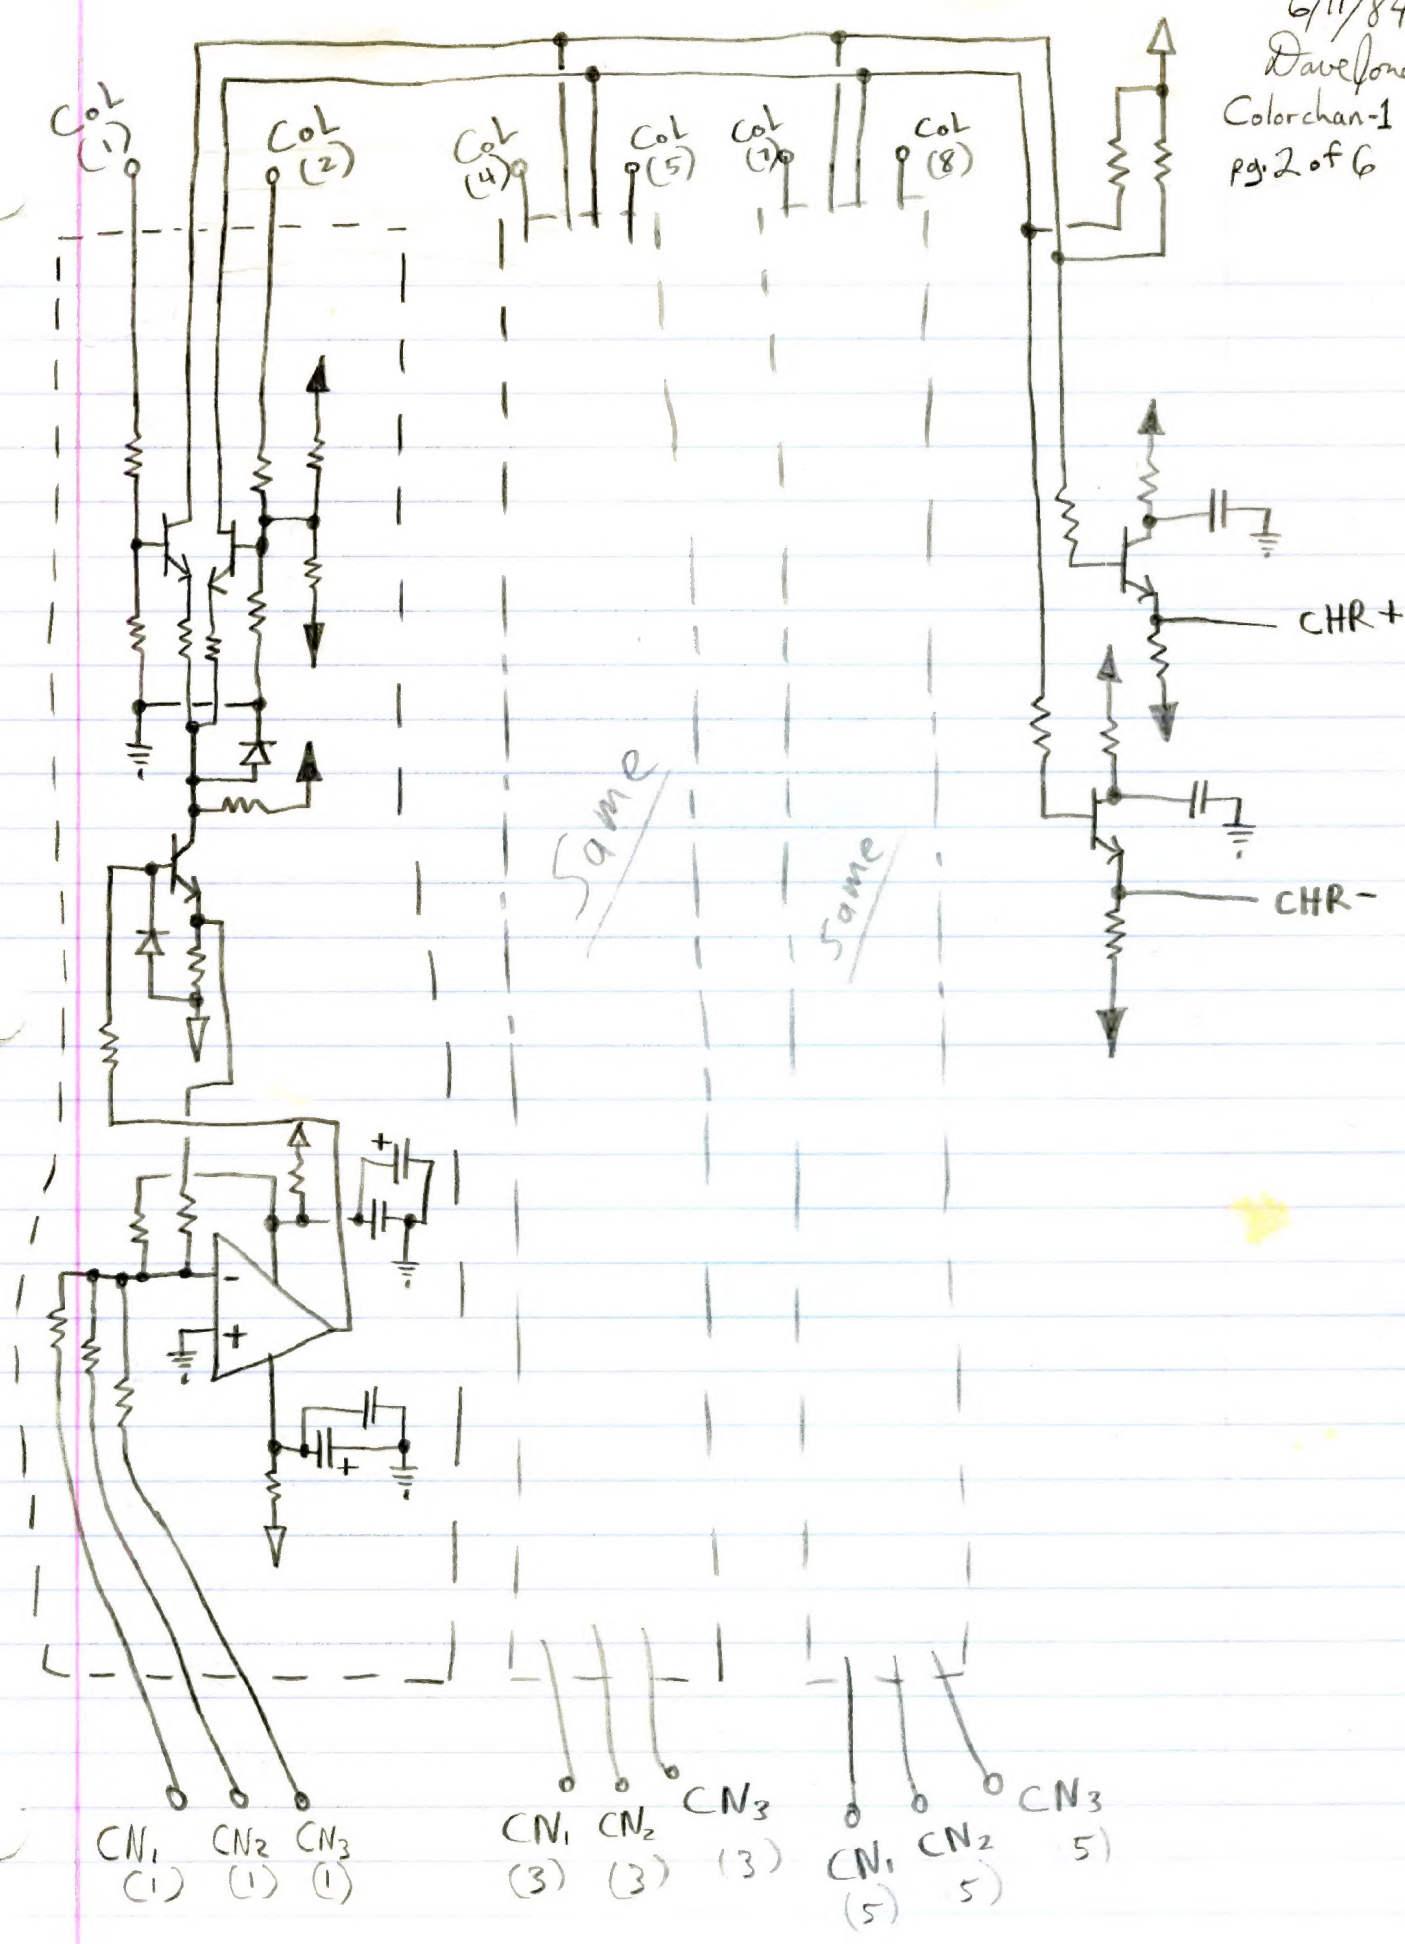 6/11/84
Dave Jone
Colorchan-1
pg. 2 of 6
COL
(1)
COL
(2)
COL
(4)
COL
(5)
COL
(7)
COL
(8)
CHR+
Same
Same
CHR-
+
-
+
+
CN1
(1)
CN2
(1)
CN3
(1)
CN1
(3)
CN2
(3)
CN3
(3)
CN1
(5)
CN2
5)
CN3
5)